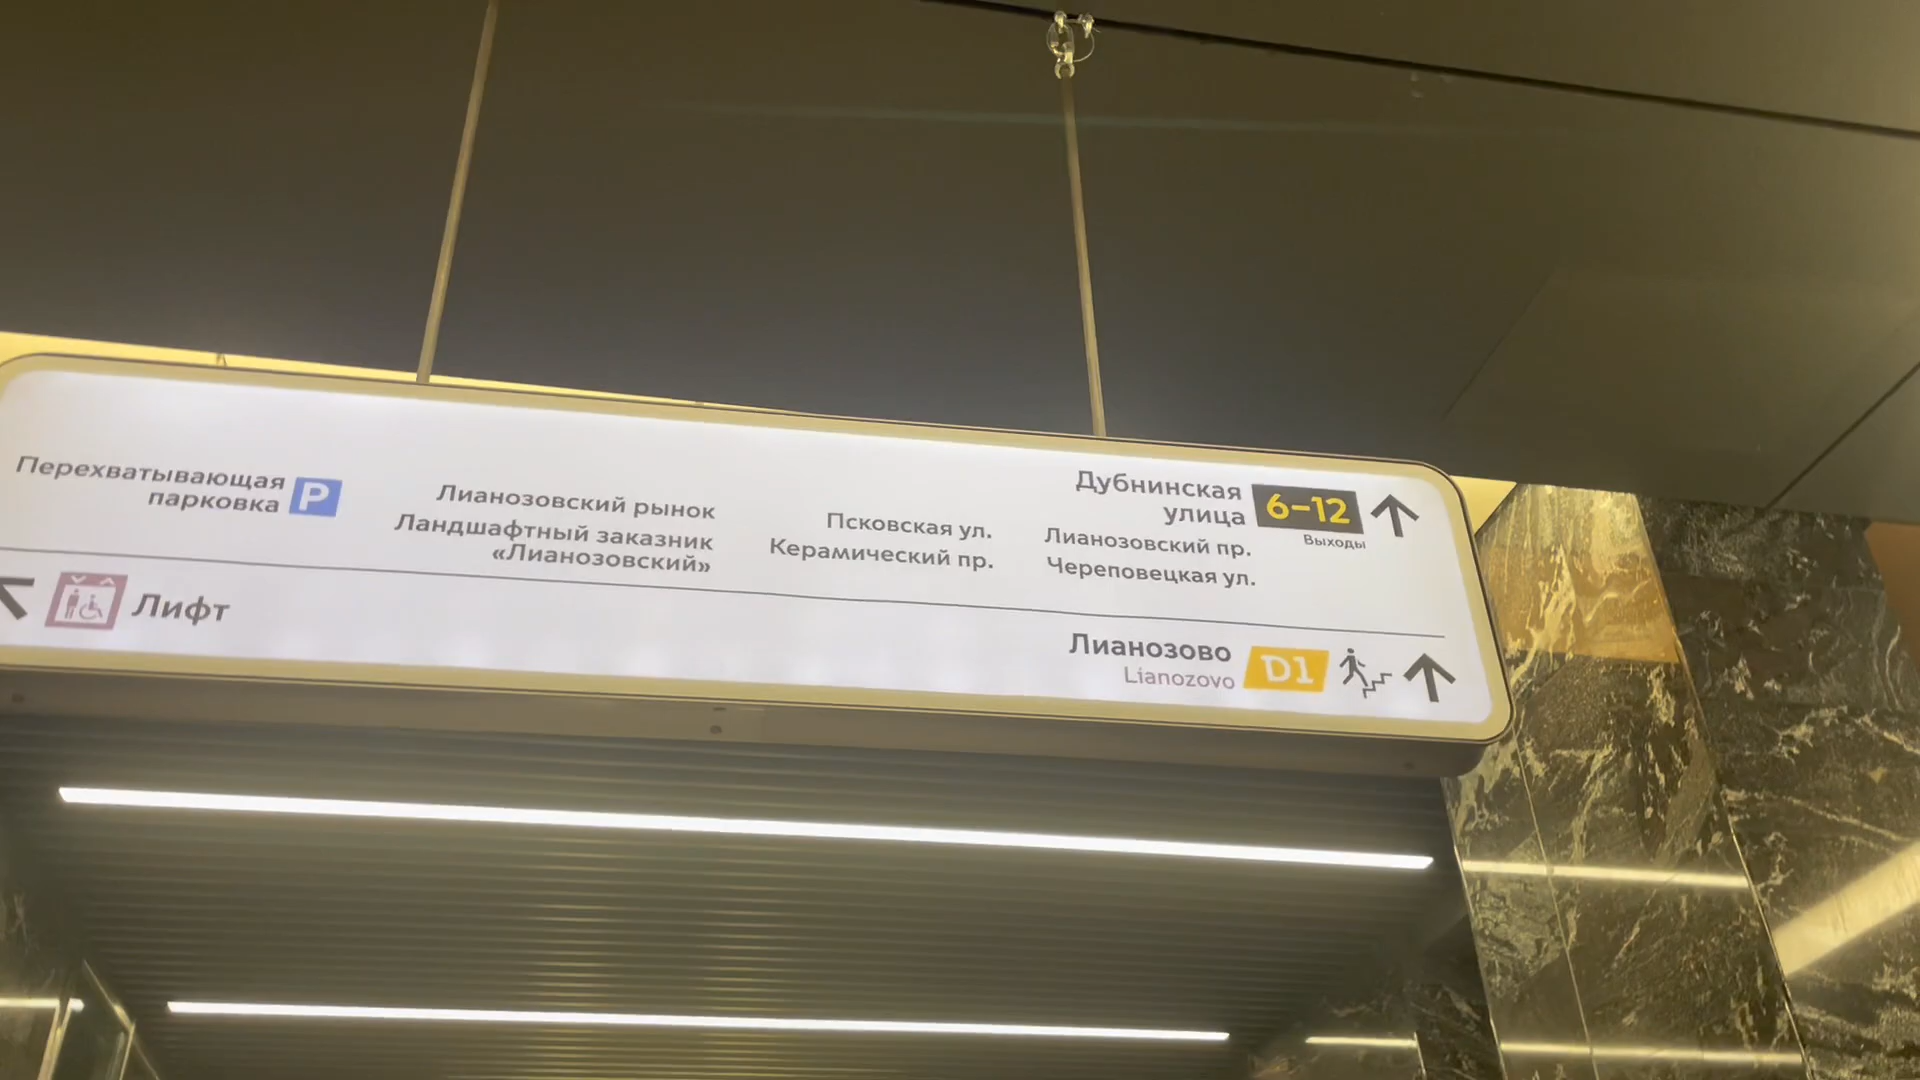 Перехватывающая
парковка P
Лианозовский рынок
Ландшафтный заказник
«Лианозовский»
Псковская ул.
Керамический пр.
Дубнинская
улица
6–12
Выходы
Лианозовский пр.
Череповецкая ул.
Лифт
Лианозово
Lianozovo
D1